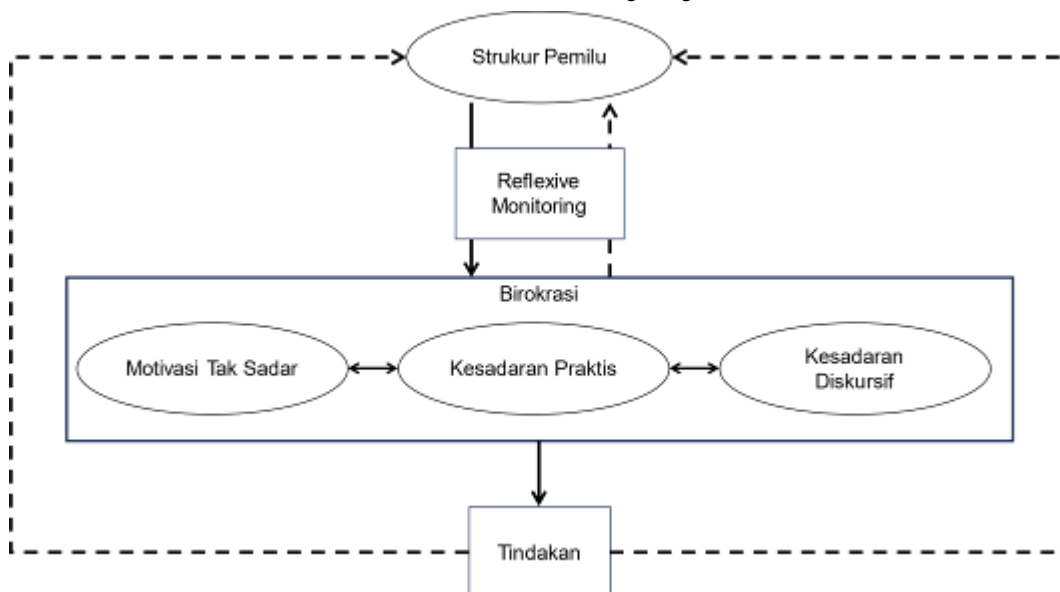 Strukur Pemilu
Reflexive
Monitoring
Birokrasi
Motivasi Tak Sadar
Kesadaran Praktis
Kesadaran
Diskursif
Tindakan